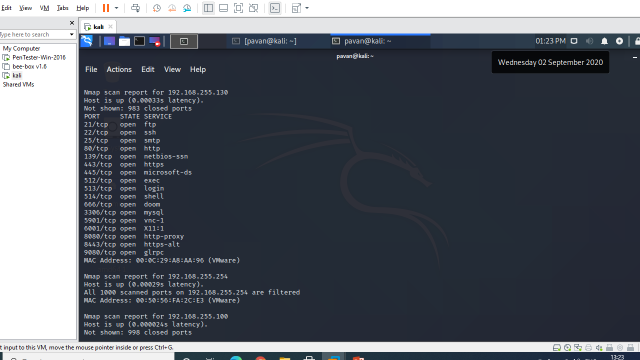 Edit View VM Tabs Help
Type here to search
My Computer
PenTester-Win-2016
bee-box v1.6
kali
Shared VMs
kali
[pavan@kali: ~]
pavan@kali: ~
01:23 PM
pavan@kali: ~
Wednesday 02 September 2020
File Actions Edit View Help
Nmap scan report for 192.168.255.130
Host is up (0.00033s latency).
Not shown: 983 closed ports
PORT STATE SERVICE
21/tcp open ftp
22/tcp open ssh
25/tcp open smtp
80/tcp open http
139/tcp open netbios-ssn
443/tcp open https
445/tcp open microsoft-ds
512/tcp open exec
513/tcp open login
514/tcp open shell
666/tcp open doom
3306/tcp open mysql
5901/tcp open vnc-1
6001/tcp open X11:1
8080/tcp open http-proxy
8443/tcp open https-alt
9080/tcp open glrpc
MAC Address: 00:0C:29:A8:AA:96 (VMware)
Nmap scan report for 192.168.255.254
Host is up (0.00029s latency).
All 1000 scanned ports on 192.168.255.254 are filtered
MAC Address: 00:50:56:FA:2C:E3 (VMware)
Nmap scan report for 192.168.255.100
Host is up (0.000024s latency).
Not shown: 998 closed ports
t input to this VM, move the mouse pointer inside or press Ctrl+G.
13:23